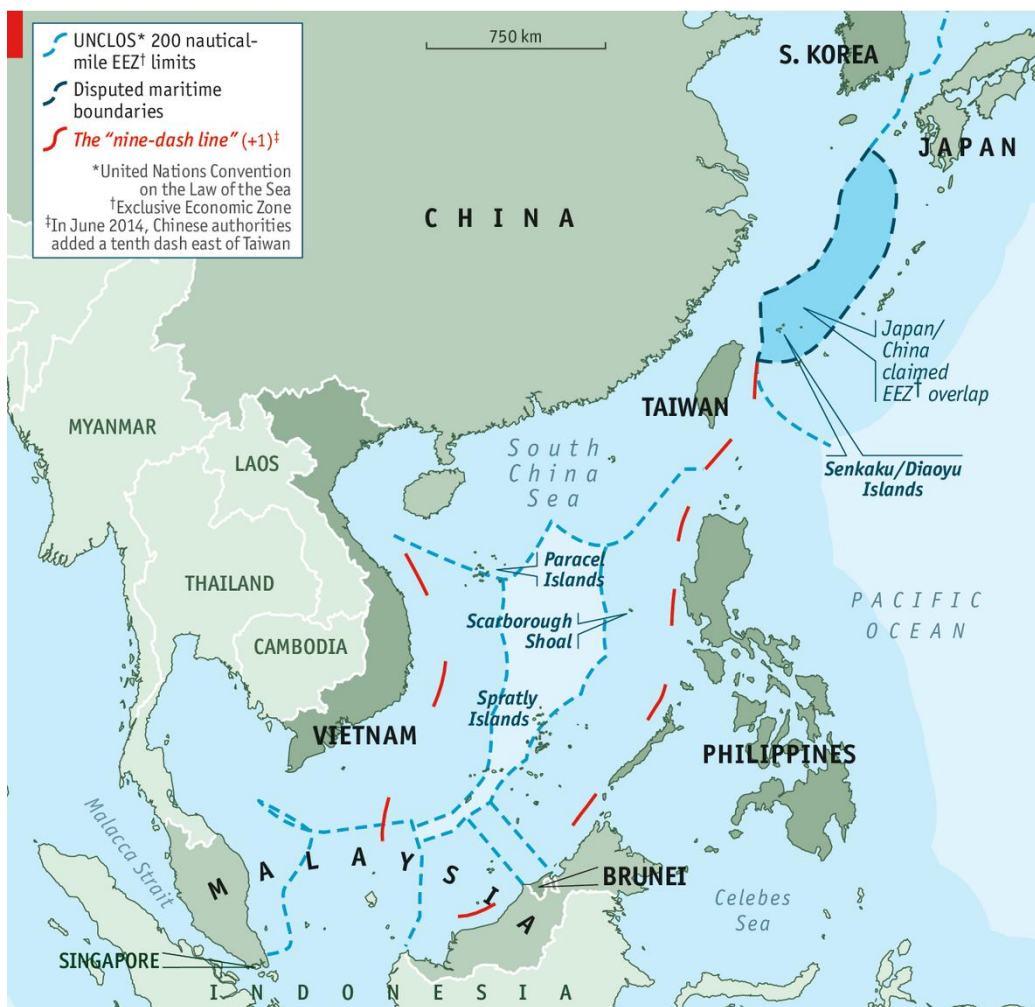 UNCLOS* 200 nautical-
mile EEZ† limits
Disputed maritime
boundaries
The “nine-dash line” (+1)‡
*United Nations Convention
on the Law of the Sea
†Exclusive Economic Zone
‡In June 2014, Chinese authorities
added a tenth dash east of Taiwan
750 km
S. KOREA
JAPAN
CHINA
Japan/
China
claimed
EEZ† overlap
TAIWAN
MYANMAR
LAOS
South
China
Sea
Senkaku/Diaoyu
Islands
Paracel
Islands
THAILAND
PACIFIC
OCEAN
Scarborough
Shoal
CAMBODIA
Spratly
Islands
VIETNAM
PHILIPPINES
Malacca Strait
MALAYSIA
BRUNEI
Celebes
Sea
SINGAPORE
INDONESIA